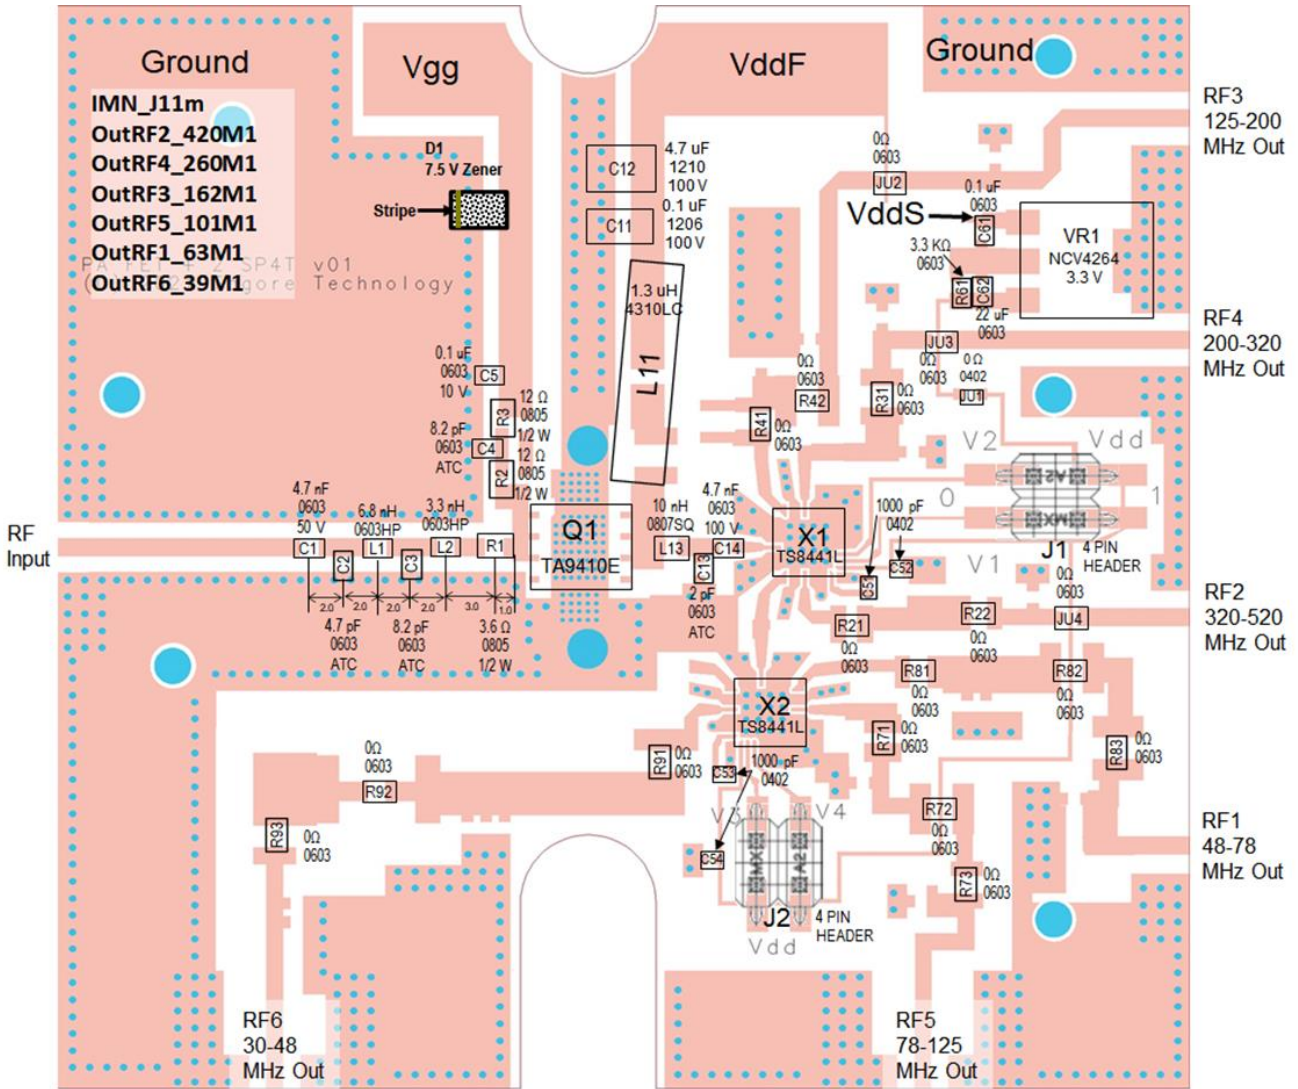 Ground
Vgg
VddF
Ground
IMN_J11m
OutRF2_420M1
OutRF4_260M1
OutRF3_162M1
OutRF5_101M1
OutRF1_63M1
OutRF6_39M1
SP4T v01
gore Technology
D1
7.5 V Zener
Stripe
C12
4.7 uF
1210
100 V
C11
0.1 uF
1206
100 V
1.3 uH
4310LC
L11
0Ω
0603
JU2
RF3
125-200
MHz Out
VddS
0.1 uF
0603
C61
VR1
NCV4264
3.3 V
3.3 KΩ
0603
R61
C62
22 uF
0603
JU3
0Ω
0603
0 Ω
0402
JU1
RF4
200-320
MHz Out
0.1 uF
0603
10 V
C5
R3
12 Ω
0805
1/2 W
8.2 pF
0603
ATC
C4
R2
12 Ω
0805
1/2 W
0Ω
0603
R42
R41
0Ω
0603
R31
0Ω
0603
V2
Vdd
0
1
A2
MX
J1
4 PIN
HEADER
V1
RF
Input
4.7 nF
0603
50 V
C1
C2
6.8 nH
0603HP
L1
C3
3.3 nH
0603HP
L2
R1
2.0
2.0
2.0
2.0
3.0
1.0
4.7 pF
0603
ATC
8.2 pF
0603
ATC
3.6 Ω
0805
1/2 W
Q1
TA9410E
10 nH
0807SQ
L13
4.7 nF
0603
100 V
C14
C13
2 pF
0603
ATC
X1
TS8441L
1000 pF
0402
C51
C52
R21
0Ω
0603
R22
0Ω
0603
0Ω
0603
JU4
RF2
320-520
MHz Out
X2
TS8441L
R81
0Ω
0603
R82
0Ω
0603
R71
0Ω
0603
R83
0Ω
0603
R91
0Ω
0603
0Ω
0603
R92
R93
0Ω
0603
C53
1000 pF
0402
C54
V3
V4
MX
A2
J2
4 PIN
HEADER
Vdd
R72
0Ω
0603
R73
0Ω
0603
RF1
48-78
MHz Out
RF6
30-48
MHz Out
RF5
78-125
MHz Out